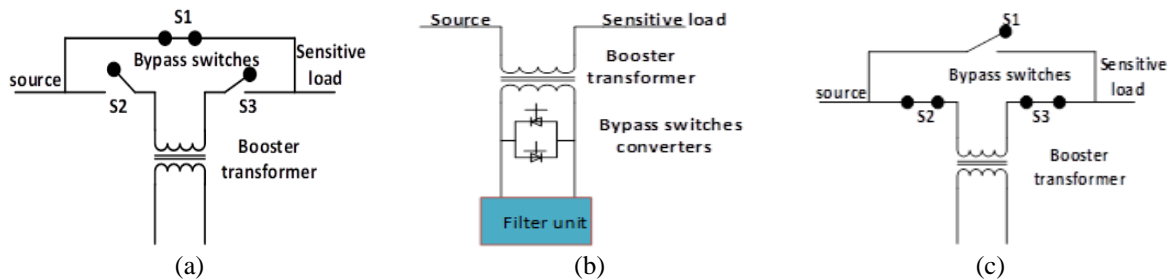 S1
Bypass switches
Sensitive
load
source
S2
S3
Booster
transformer
(a)
Source
Sensitive load
Booster
transformer
Bypass switches
converters
Filter unit
(b)
S1
Bypass switches
Sensitive
load
source
S2
S3
Booster
transformer
(c)